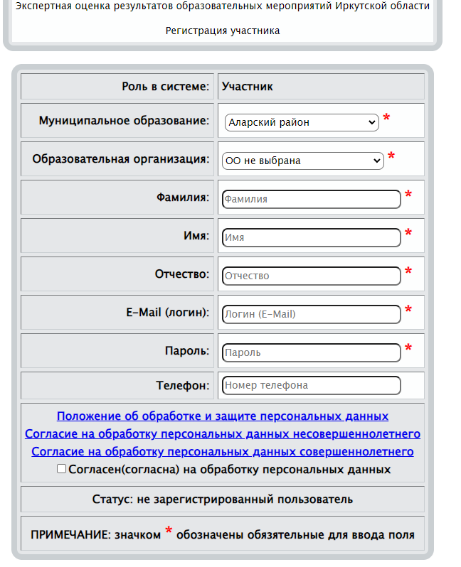 Экспертная оценка результатов образовательных мероприятий Иркутской области
Регистрация участника
Роль в системе: Участник
Муниципальное образование: Аларский район *
Образовательная организация: ОО не выбрана *
Фамилия: Фамилия *
Имя: Имя *
Отчество: Отчество *
E-Mail (логин): Логин (E-Mail) *
Пароль: Пароль *
Телефон: Номер телефона
Положение об обработке и защите персональных данных
Согласие на обработку персональных данных несовершеннолетнего
Согласие на обработку персональных данных совершеннолетнего
Согласен(согласна) на обработку персональных данных
Статус: не зарегистрированный пользователь
ПРИМЕЧАНИЕ: значком * обозначены обязятельные для ввода поля